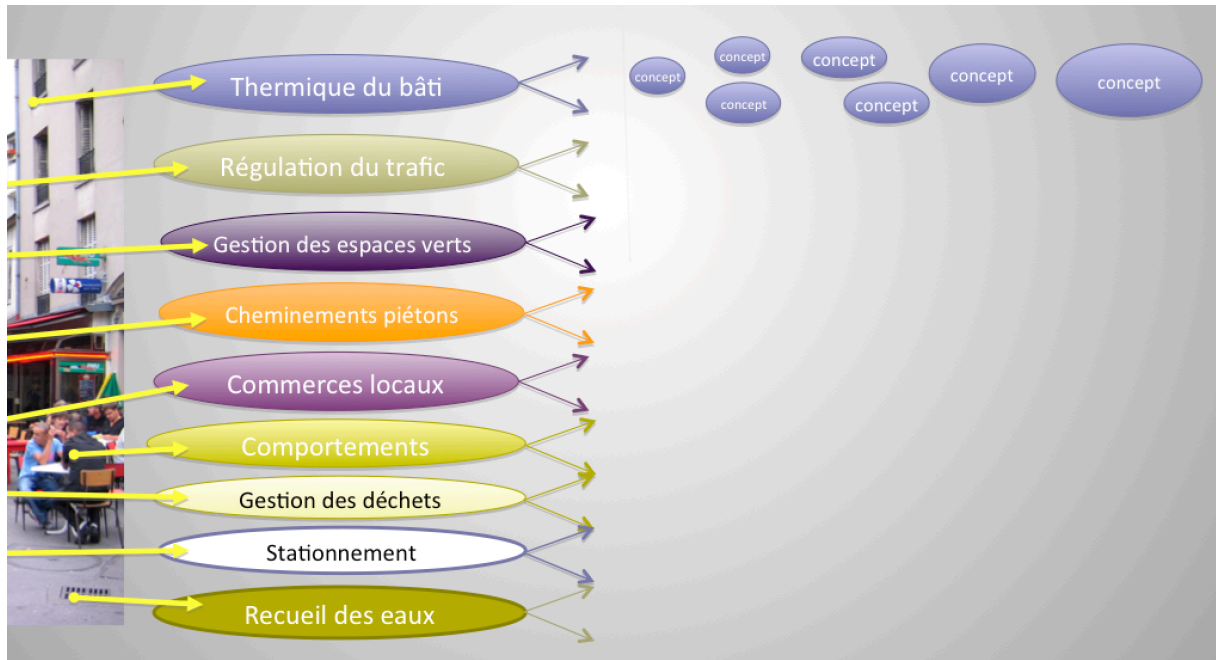 Thermique du bâti
concept
concept
concept
concept
concept
concept
concept
Régulation du trafic
Gestion des espaces verts
Cheminements piétons
Commerces locaux
Comportements
Gestion des déchets
Stationnement
Recueil des eaux